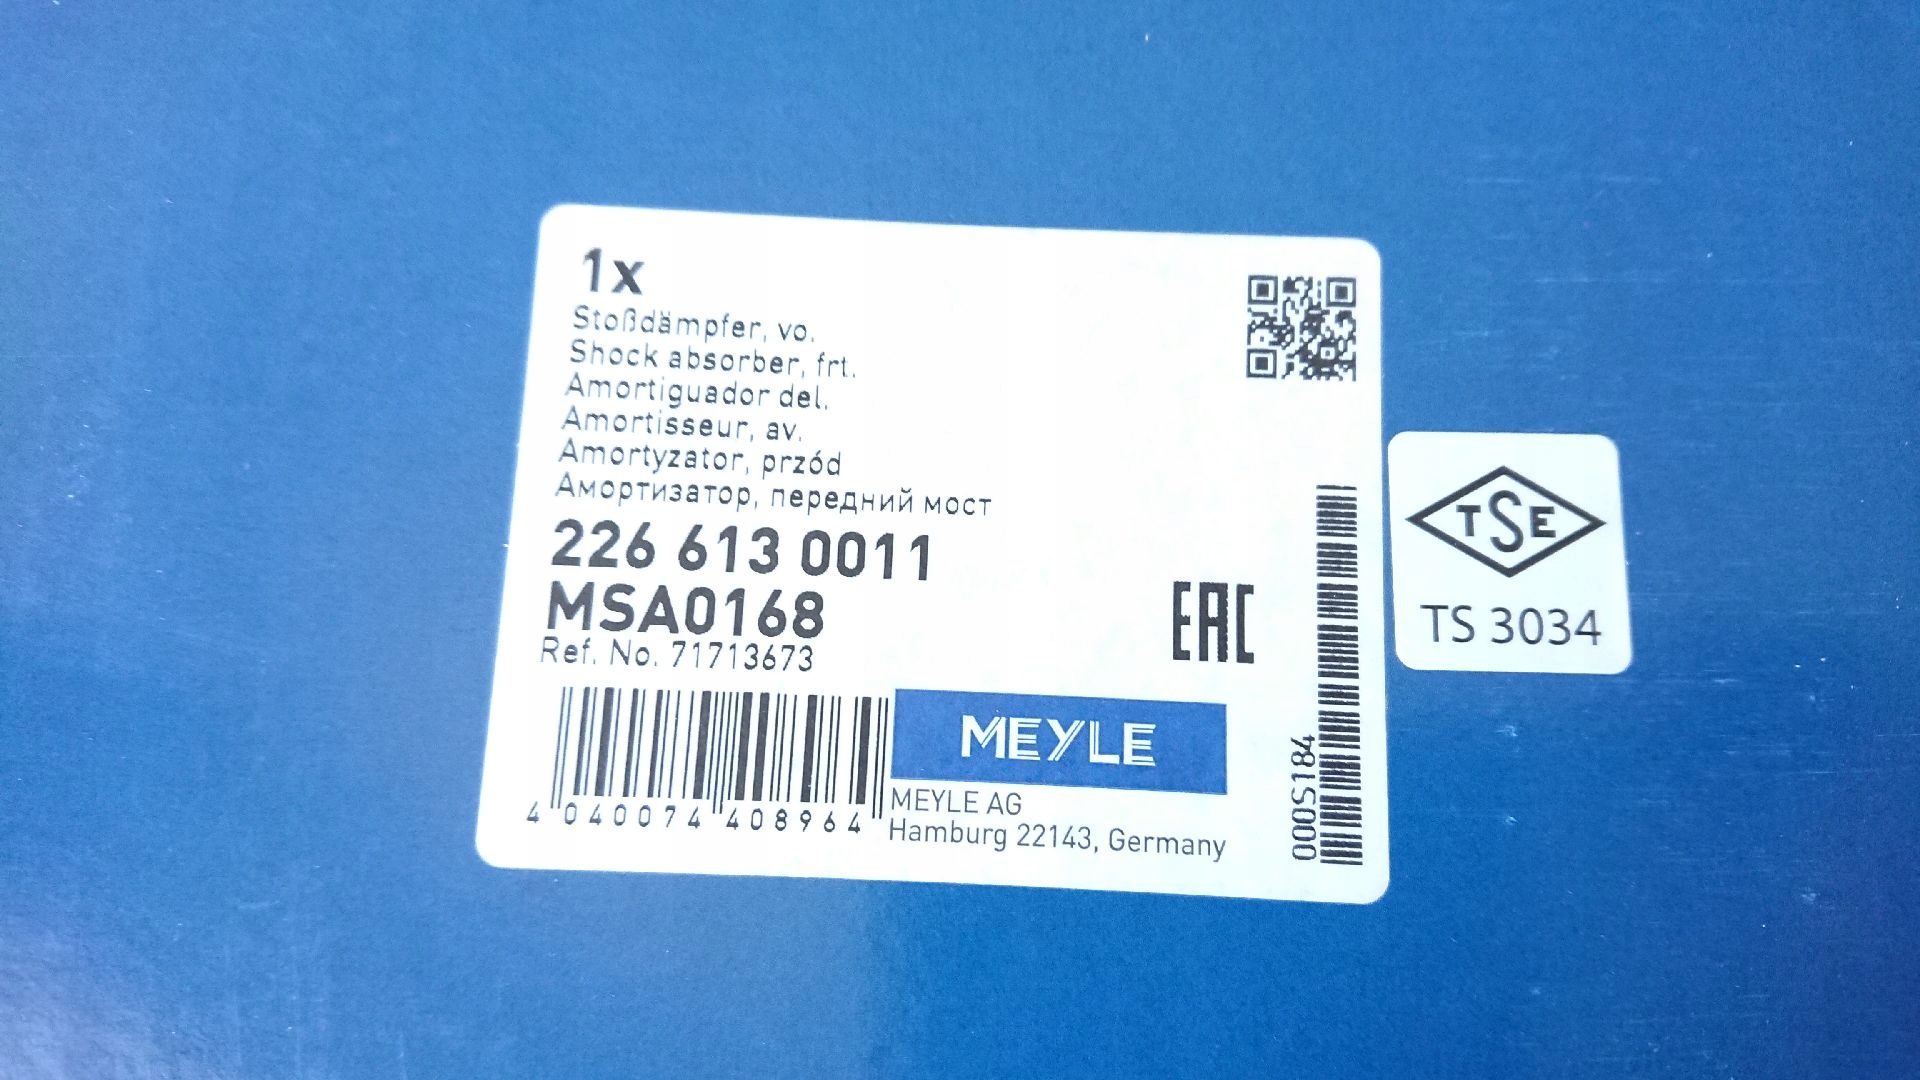 1x
Stoßdämpfer, vo.
Shock absorber, frt.
Amortiguador del.
Amortisseur, av.
Amortyzator, przód
Амортизатор, передний мост
226 613 0011
MSA0168
Ref. No. 71713673
EAC
4 040074 408964
MEYLE
MEYLE AG
Hamburg 22143, Germany
000S184
TSE
TS 3034